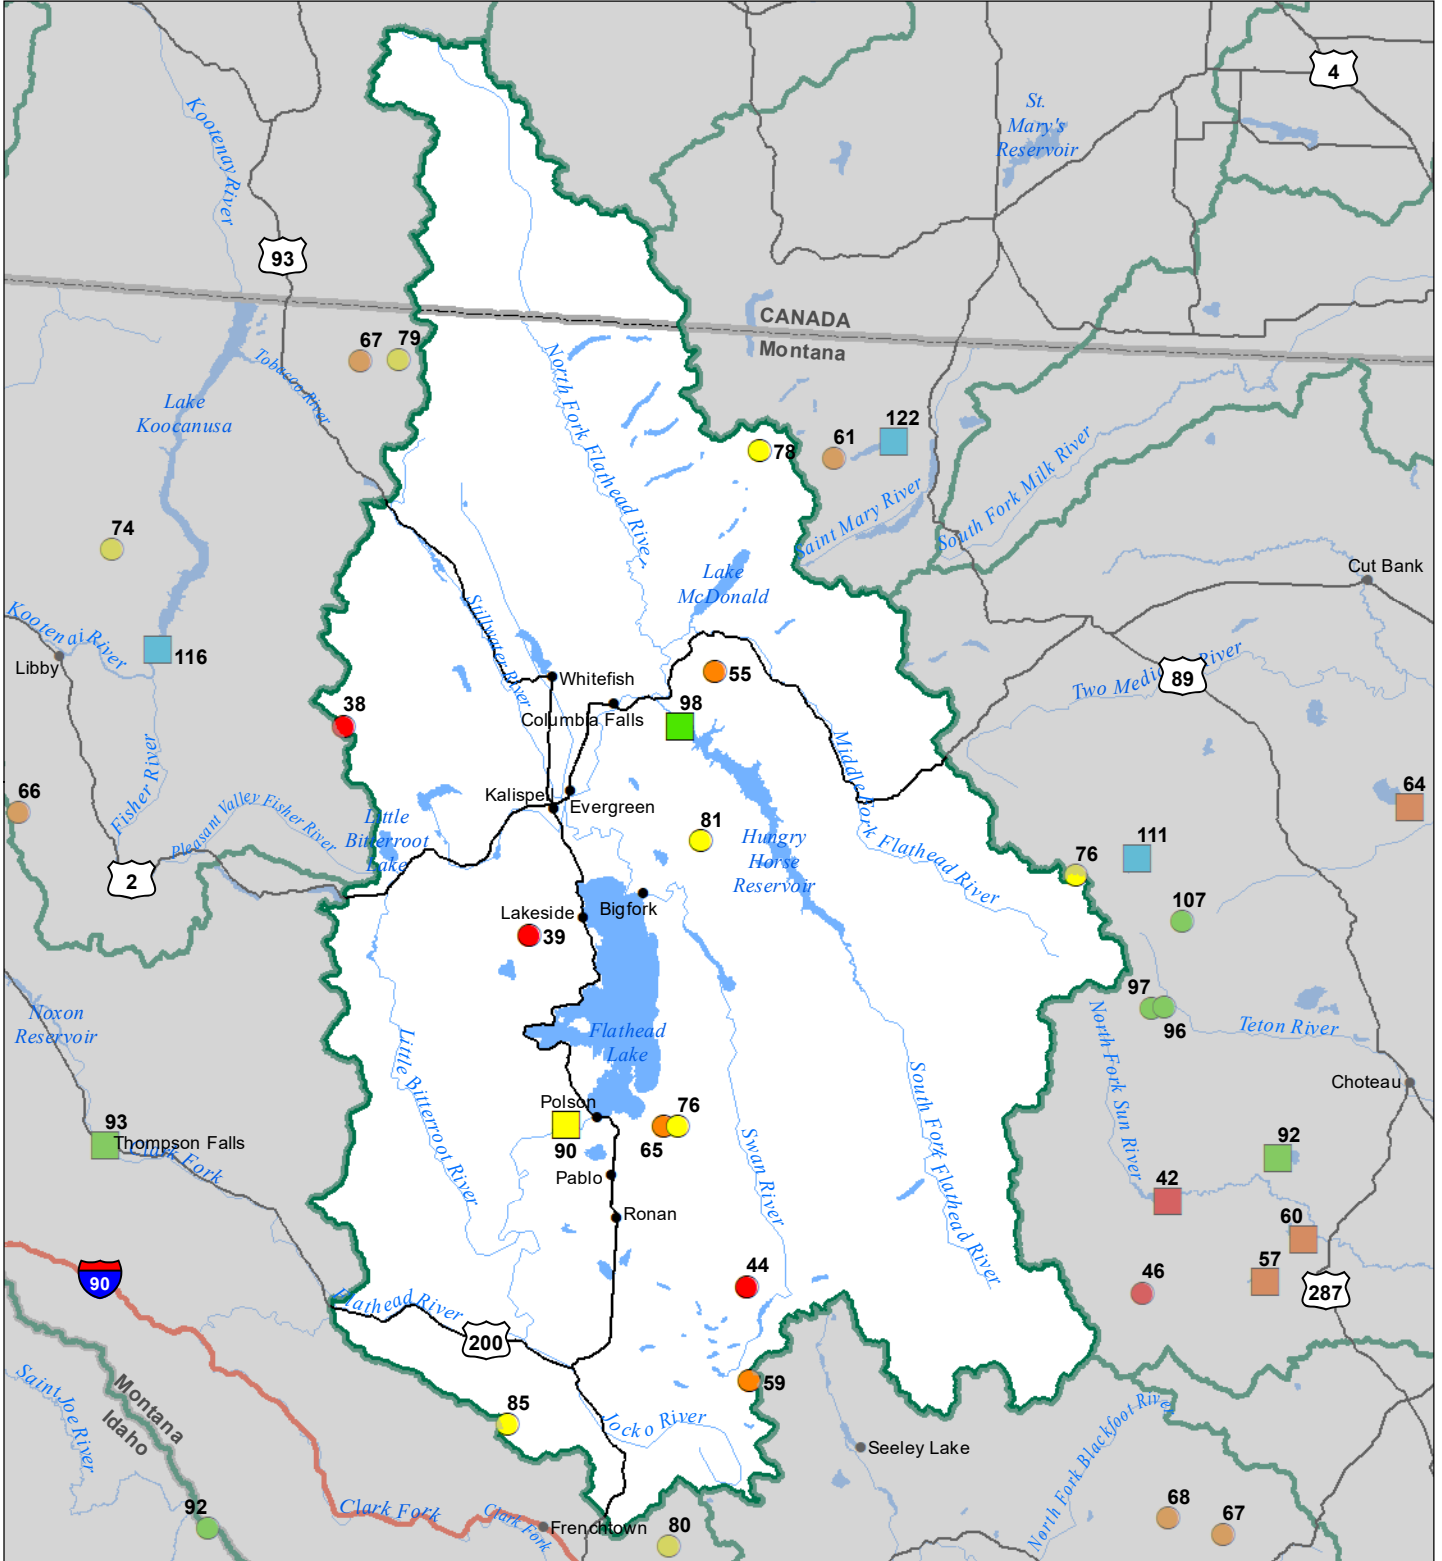 4
St.
Mary's
Reservoir
Kootenay River
93
CANADA
Montana
67
79
Tobacco River
Lake
Koocanusa
North Fork Flathead River
122
61
78
South Fork Milk River
Saint Mary River
74
Lake
McDonald
Cut Bank
Kootenai River
116
Libby
Stillwater River
Whitefish
55
Two Medicine River
89
38
98
Columbia Falls
Middle Fork Flathead River
66
Fisher River
Pleasant Valley Fisher River
Little
Bitterroot
Lake
Kalispell
Evergreen
81
Hungry
Horse
Reservoir
64
111
76
2
107
Lakeside
Bigfork
39
97
96
Noxon
Reservoir
Flathead
Lake
North Fork Sun River
Teton River
Little Bitterroot River
South Fork Flathead River
Choteau
Polson
76
93
Thompson Falls
Clark Fork
90
65
Swan River
92
Pablo
42
Ronan
60
44
46
57
90
287
Flathead River
200
59
Saint Joe River
Montana
Idaho
85
Jocko River
Seeley Lake
North Fork Blackfoot River
92
Clark Fork
Clark Fork
Frenchtown
80
68
67